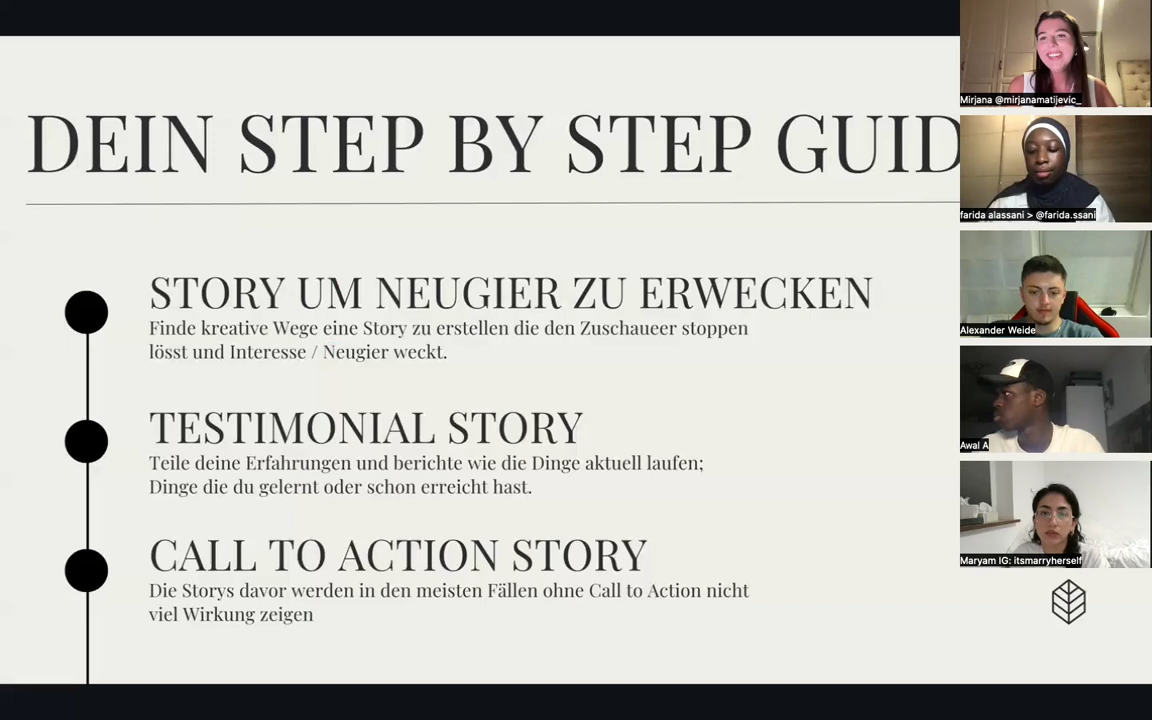 DEIN STEP BY STEP GUID
STORY UM NEUGIER ZU ERWECKEN
Finde kreative Wege eine Story zu erstellen die den Zuschaueer stoppen
lösst und Interesse / Neugier weckt.
TESTIMONIAL STORY
Teile deine Erfahrungen und berichte wie die Dinge aktuell laufen;
Dinge die du gelernt oder schon erreicht hast.
CALL TO ACTION STORY
Die Storys davor werden in den meisten Fällen ohne Call to Action nicht
viel Wirkung zeigen
Mirjana @mirjanamatijevic_
farida alassani > @farida.ssani
Alexander Weide
Awal A
Maryam IG: itsmarryherself